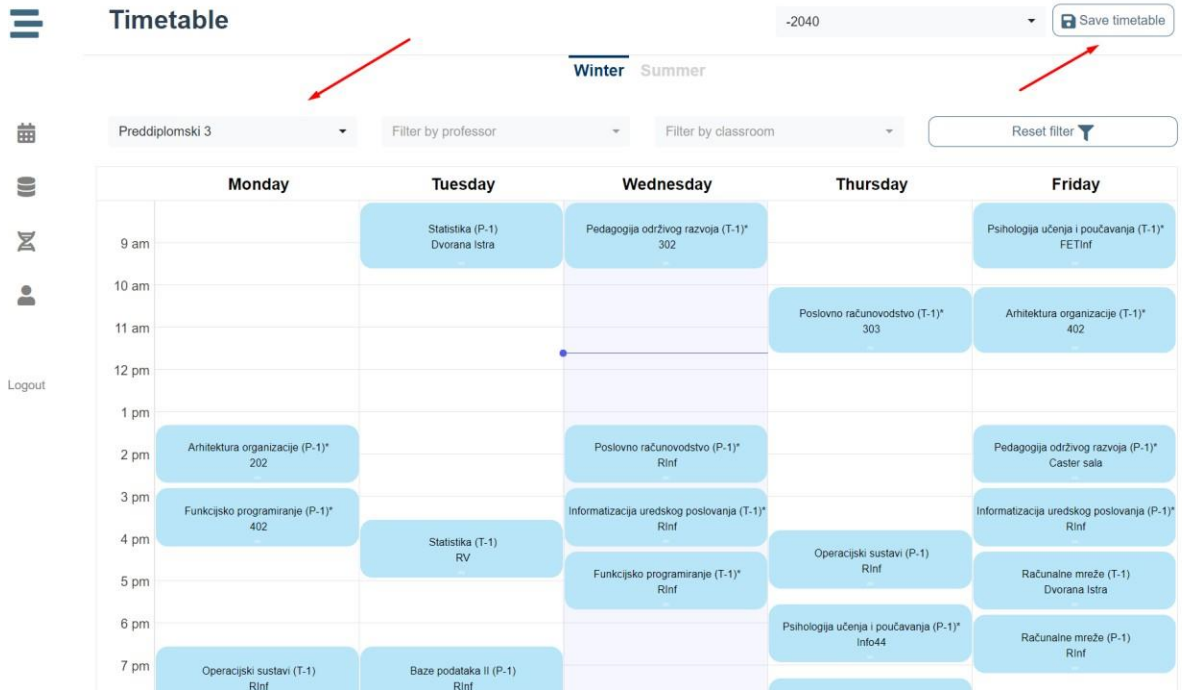 Timetable
-2040
Save timetable
Winter
Summer
Preddiplomski 3
Filter by professor
Filter by classroom
Reset filter
Monday
Tuesday
Wednesday
Thursday
Friday
9 am
10 am
11 am
12 pm
1 pm
2 pm
3 pm
4 pm
5 pm
6 pm
7 pm
Logout
Arhitektura organizacije (P-1)*
202
Funkcijsko programiranje (P-1)*
402
Operacijski sustavi (T-1)
RInf
Statistika (P-1)
Dvorana Istra
Statistika (T-1)
RV
Baze podataka II (P-1)
RInf
Pedagogija održivog razvoja (T-1)*
302
Poslovno računovodstvo (P-1)*
RInf
Informatizacija uredskog poslovanja (T-1)*
RInf
Funkcijsko programiranje (T-1)*
RInf
Poslovno računovodstvo (T-1)*
303
Operacijski sustavi (P-1)
RInf
Psihologija učenja i poučavanja (P-1)*
Info44
Psihologija učenja i poučavanja (T-1)*
FETInf
Arhitektura organizacije (T-1)*
402
Pedagogija održivog razvoja (P-1)*
Caster sala
Informatizacija uredskog poslovanja (P-1)*
RInf
Računalne mreže (T-1)
Dvorana Istra
Računalne mreže (P-1)
RInf